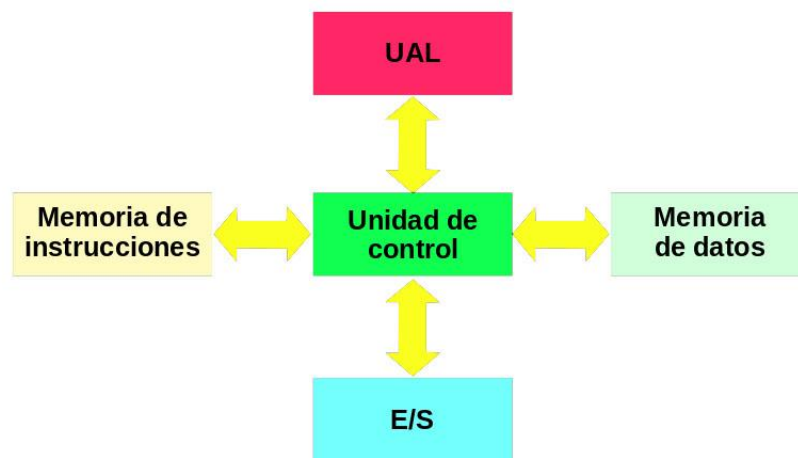 UAL
Memoria de
instrucciones
Unidad de
control
Memoria
de datos
E/S